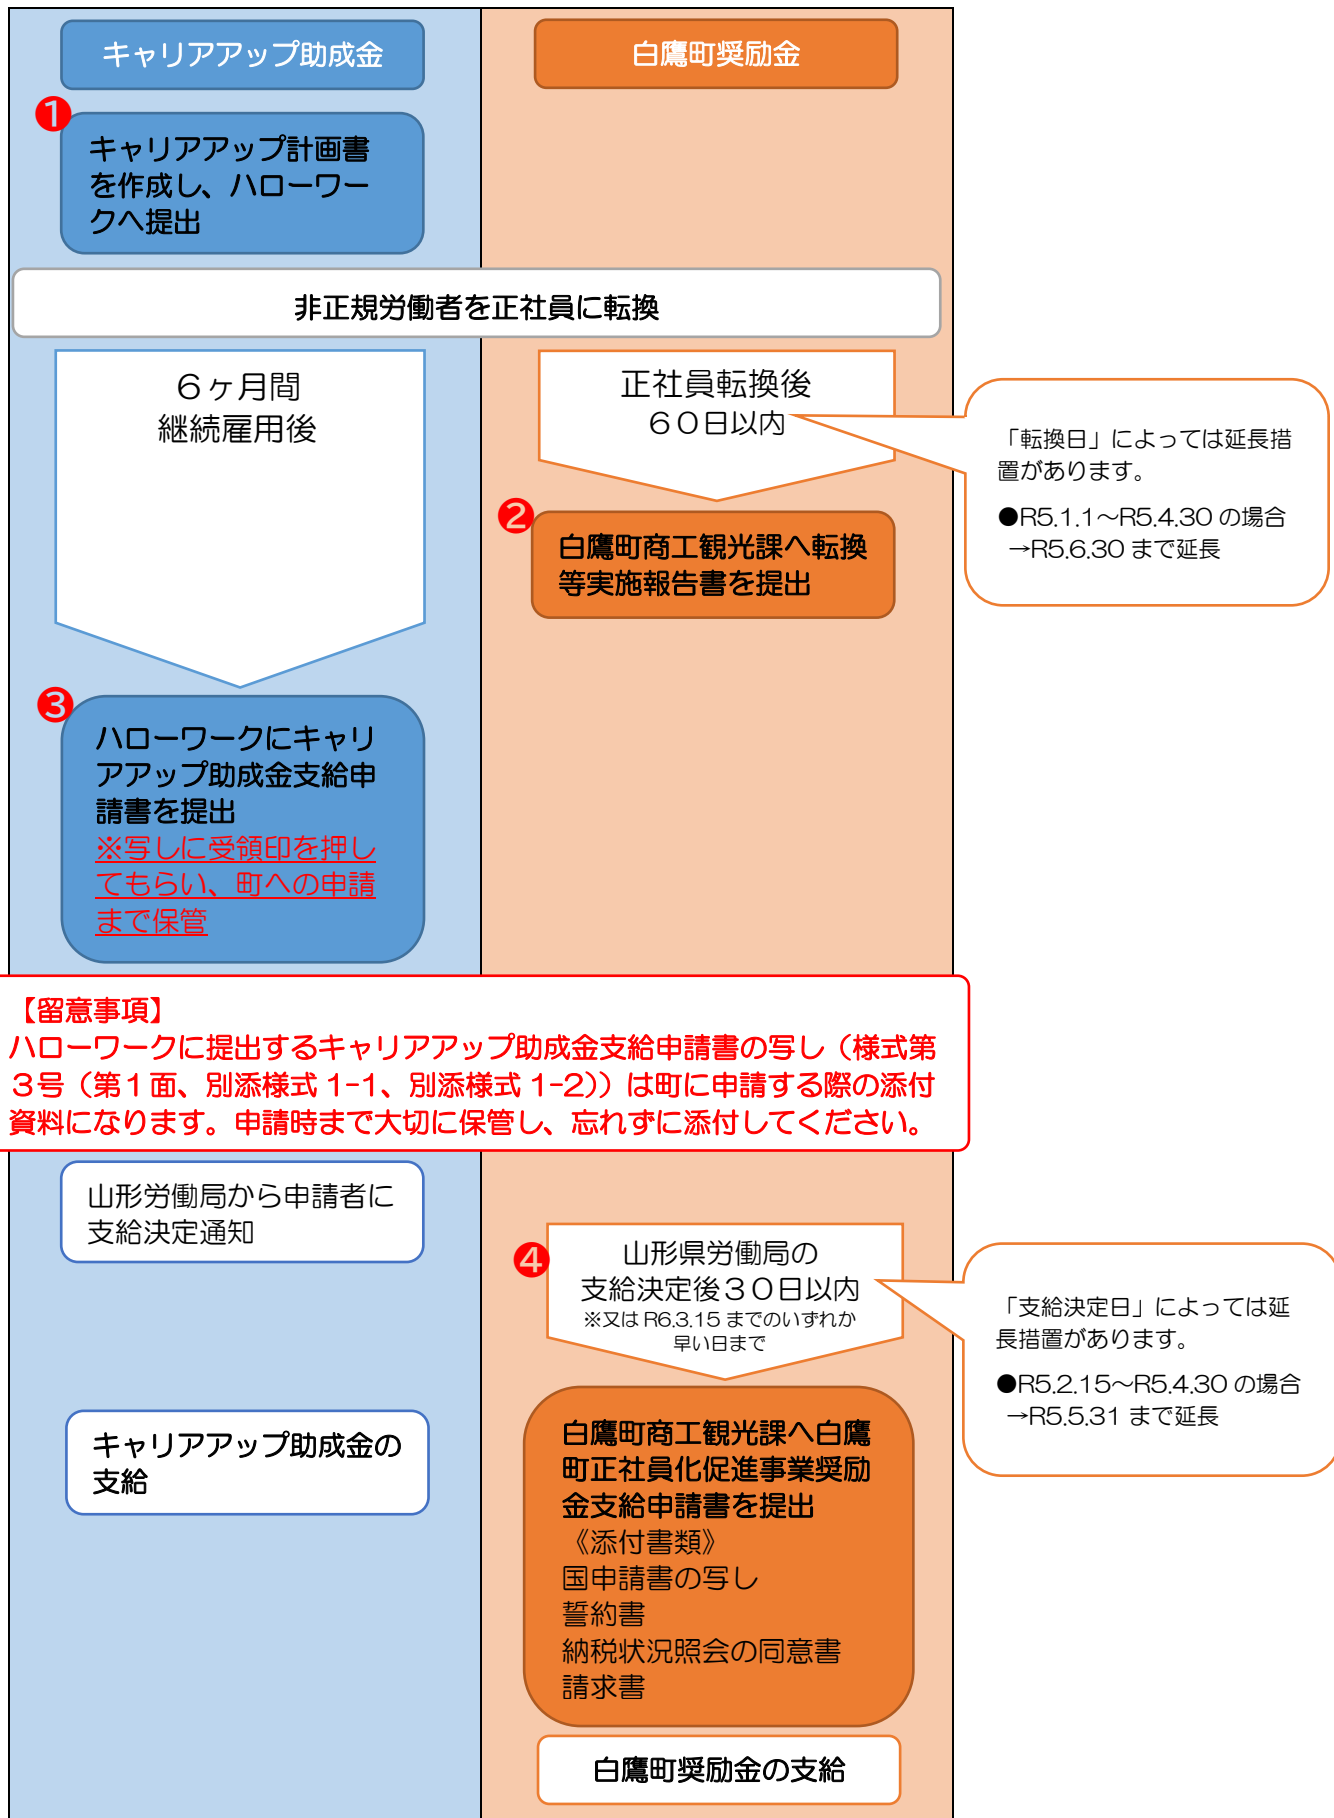 キャリアアップ助成金
白鷹町奨励金
❶
キャリアアップ計画書
を作成し、ハローワー
クへ提出
非正規労働者を正社員に転換
６ヶ月間
継続雇用後
正社員転換後
６０日以内
「転換日」によっては延長措
置があります。
●R5.1.1～R5.4.30 の場合
→R5.6.30 まで延長
❷
白鷹町商工観光課へ転換
等実施報告書を提出
❸
ハローワークにキャリ
アアップ助成金支給申
請書を提出
※写しに受領印を押し
てもらい、町への申請
まで保管
【留意事項】
ハローワークに提出するキャリアアップ助成金支給申請書の写し（様式第
３号（第１面、別添様式 1-1、別添様式 1-2））は町に申請する際の添付
資料になります。申請時まで大切に保管し、忘れずに添付してください。
山形労働局から申請者に
支給決定通知
❹
山形県労働局の
支給決定後３０日以内
※又は R6.3.15 までのいずれか
早い日まで
「支給決定日」によっては延
長措置があります。
●R5.2.15～R5.4.30 の場合
→R5.5.31 まで延長
キャリアアップ助成金の
支給
白鷹町商工観光課へ白鷹
町正社員化促進事業奨励
金支給申請書を提出
《添付書類》
国申請書の写し
誓約書
納税状況照会の同意書
請求書
白鷹町奨励金の支給